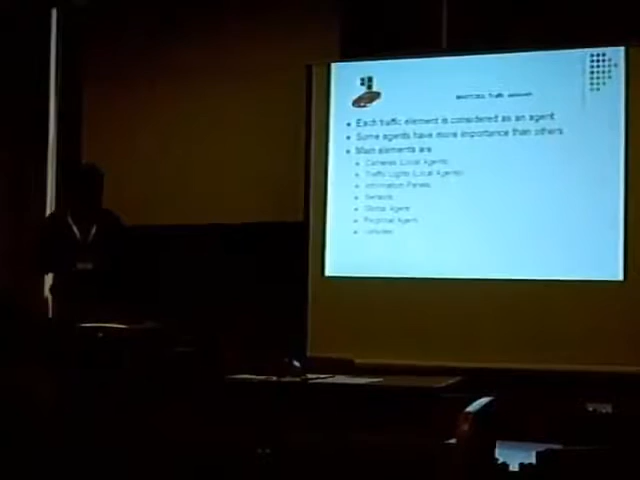 Traffic
Each traffic element is considered as an agent
Some agents have more importance than others
Main elements are
Cameras (Local Agents)
Traffic Lights (Local Agents)
Information Panels
Sensors
Global Agent
Regional Agent
Vehicles